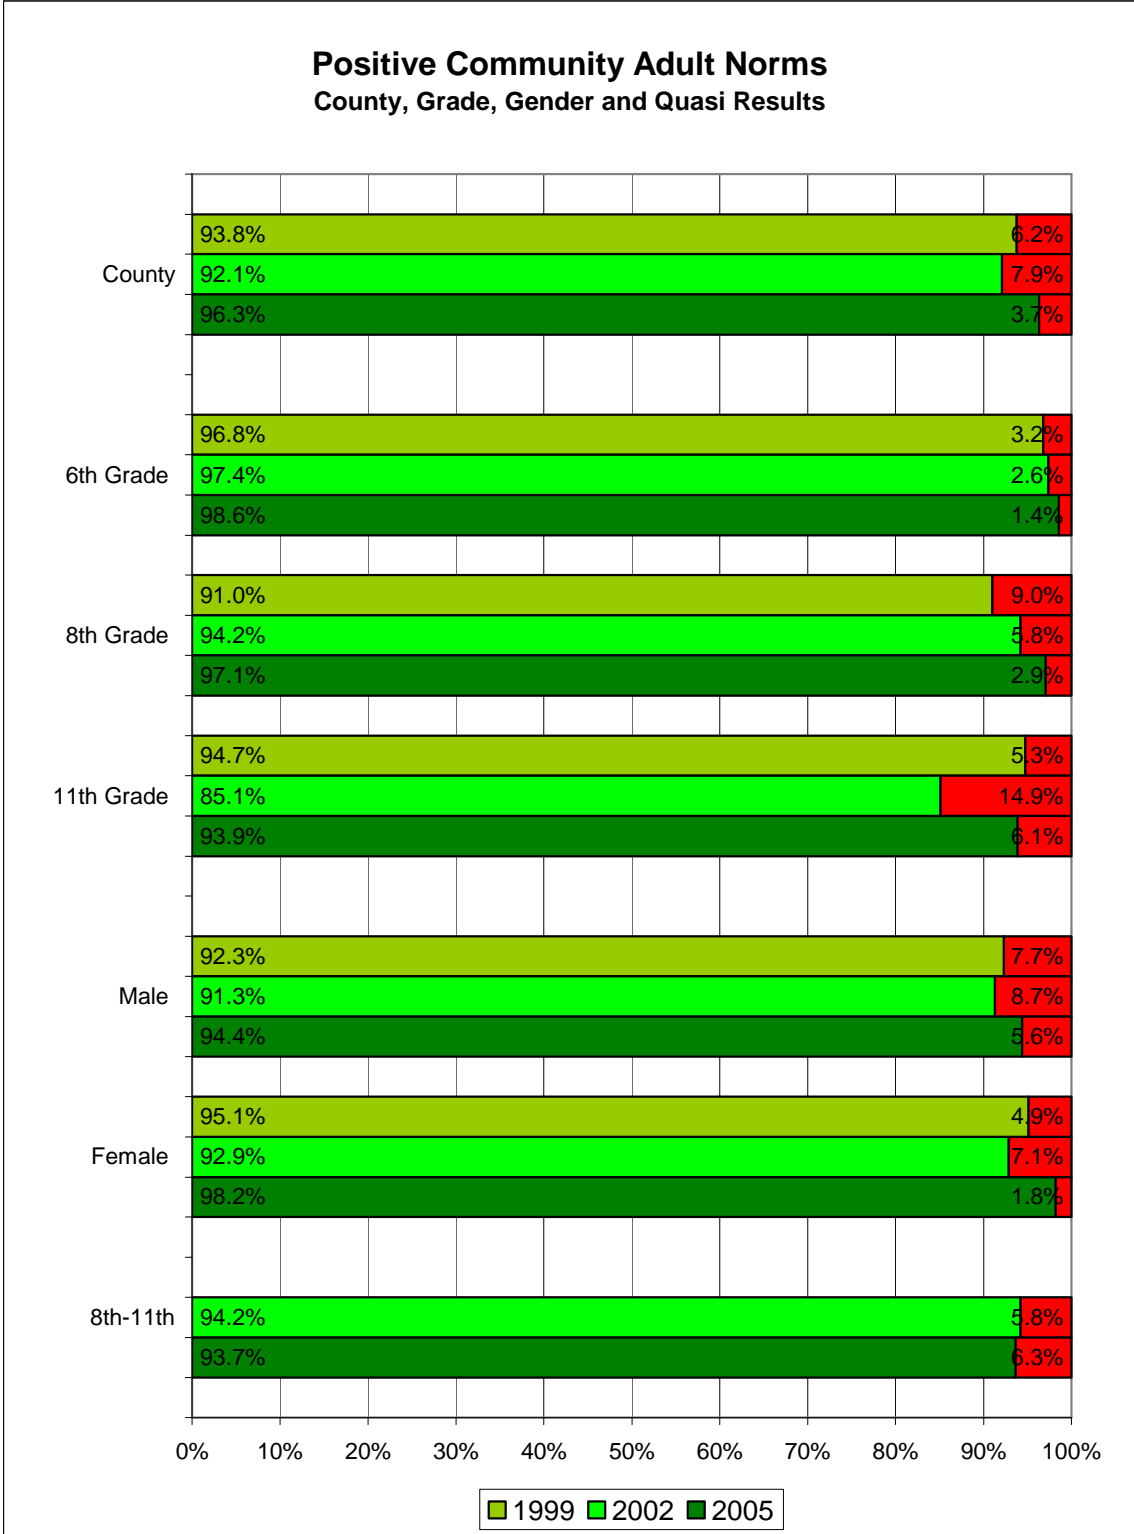 Positive Community Adult Norms
County, Grade, Gender and Quasi Results
93.8% 6.2%
County 92.1% 7.9%
96.3% 3.7%
96.8% 3.2%
6th Grade 97.4% 2.6%
98.6% 1.4%
91.0% 9.0%
8th Grade 94.2% 5.8%
97.1% 2.9%
94.7% 5.3%
11th Grade 85.1% 14.9%
93.9% 6.1%
92.3% 7.7%
Male 91.3% 8.7%
94.4% 5.6%
95.1% 4.9%
Female 92.9% 7.1%
98.2% 1.8%
8th-11th 94.2% 5.8%
93.7% 6.3%
0% 10% 20% 30% 40% 50% 60% 70% 80% 90% 100%
1999 2002 2005